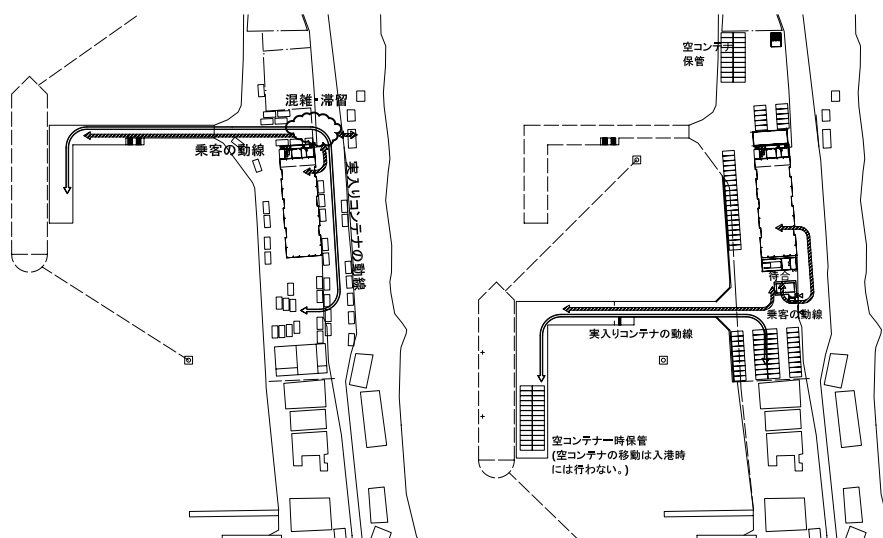 混雑・滞留
乗客の動線
実入りコンテナの動線
空コンテナ
保管
待合
乗客の動線
実入りコンテナの動線
空コンテナ一時保管
(空コンテナの移動は入港時
には行わない。)